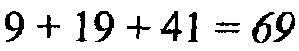 9 + 19 + 41 = 69